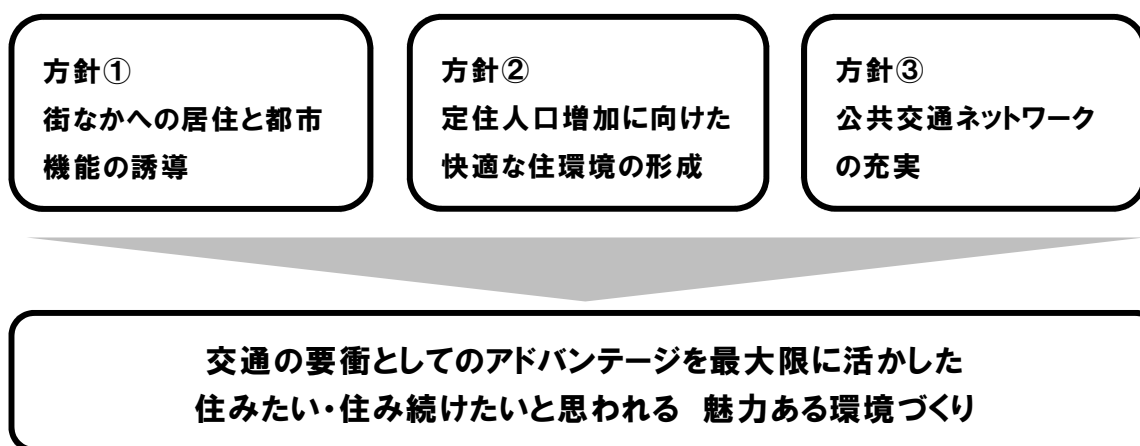 方針①
街なかへの居住と都市
機能の誘導
方針②
定住人口増加に向けた
快適な住環境の形成
方針③
公共交通ネットワーク
の充実
交通の要衝としてのアドバンテージを最大限に活かした
住みたい・住み続けたいと思われる 魅力ある環境づくり